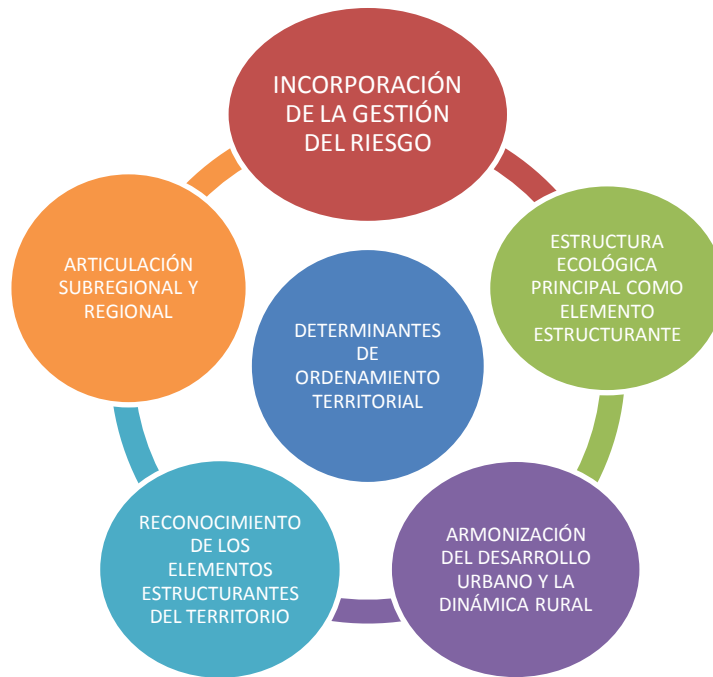 INCORPORACIÓN
DE LA GESTIÓN
DEL RIESGO
ESTRUCTURA
ECOLÓGICA
PRINCIPAL COMO
ELEMENTO
ESTRUCTURANTE
ARMONIZACIÓN
DEL DESARROLLO
URBANO Y LA
DINÁMICA RURAL
RECONOCIMIENTO
DE LOS
ELEMENTOS
ESTRUCTURANTES
DEL TERRITORIO
ARTICULACIÓN
SUBREGIONAL Y
REGIONAL
DETERMINANTES
DE
ORDENAMIENTO
TERRITORIAL